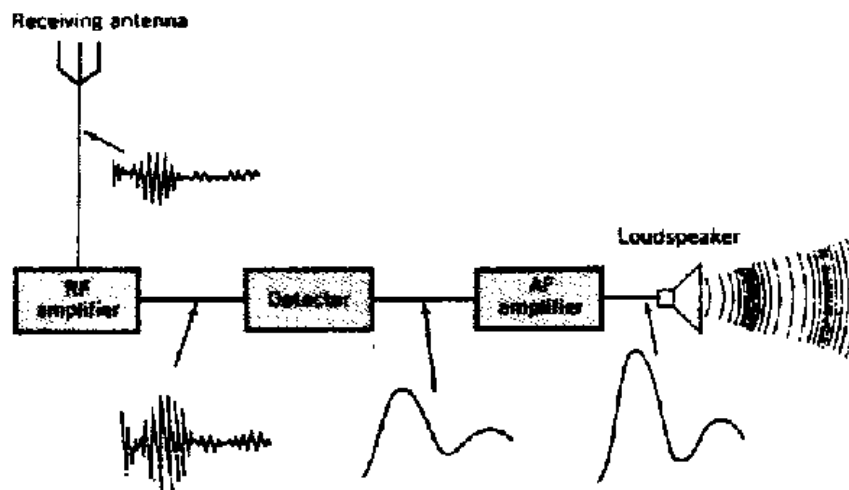 Receiving antenna
Loudspeaker
RF
amplifier
Detector
AF
amplifier